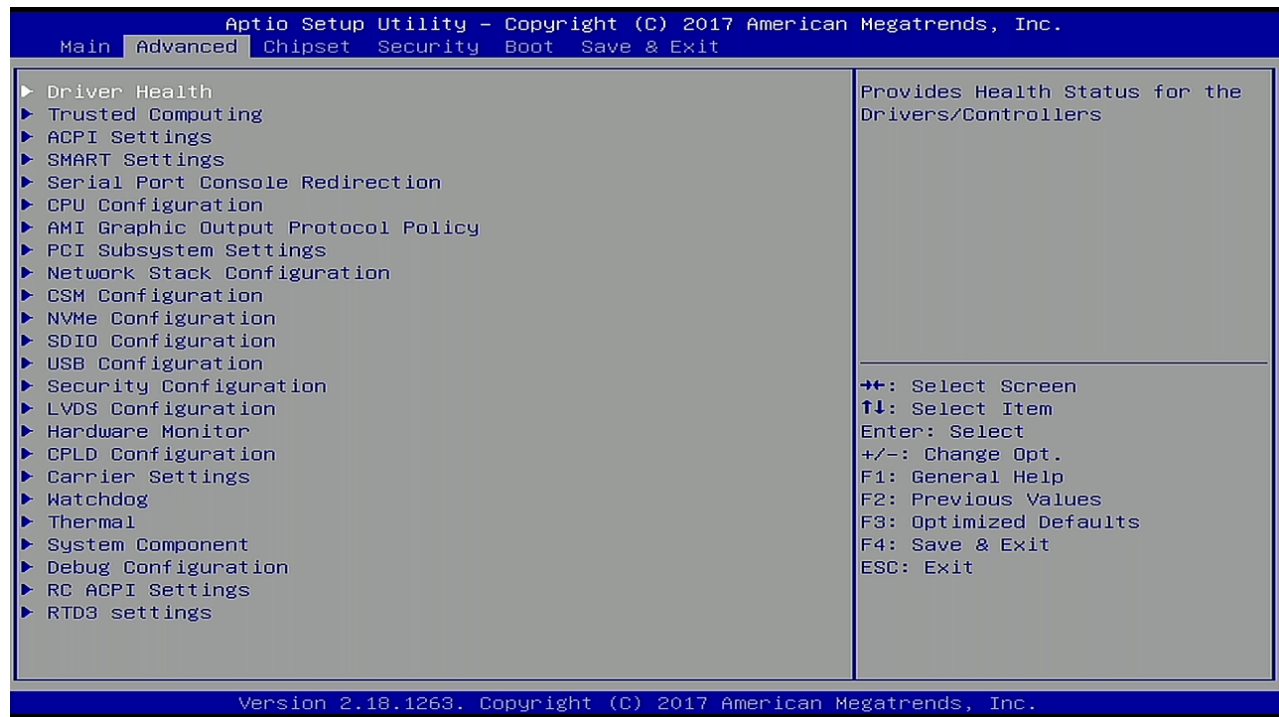 Aptio Setup Utility – Copyright (C) 2017 American Megatrends, Inc.
Main Advanced Chipset Security Boot Save & Exit
▶ Driver Health
▶ Trusted Computing
▶ ACPI Settings
▶ SMART Settings
▶ Serial Port Console Redirection
▶ CPU Configuration
▶ AMI Graphic Output Protocol Policy
▶ PCI Subsystem Settings
▶ Network Stack Configuration
▶ CSM Configuration
▶ NVMe Configuration
▶ SDIO Configuration
▶ USB Configuration
▶ Security Configuration
▶ LVDS Configuration
▶ Hardware Monitor
▶ CPLD Configuration
▶ Carrier Settings
▶ Watchdog
▶ Thermal
▶ System Component
▶ Debug Configuration
▶ RC ACPI Settings
▶ RTD3 settings
Provides Health Status for the
Drivers/Controllers
→←: Select Screen
↑↓: Select Item
Enter: Select
+/-: Change Opt.
F1: General Help
F2: Previous Values
F3: Optimized Defaults
F4: Save & Exit
ESC: Exit
Version 2.18.1263. Copyright (C) 2017 American Megatrends, Inc.